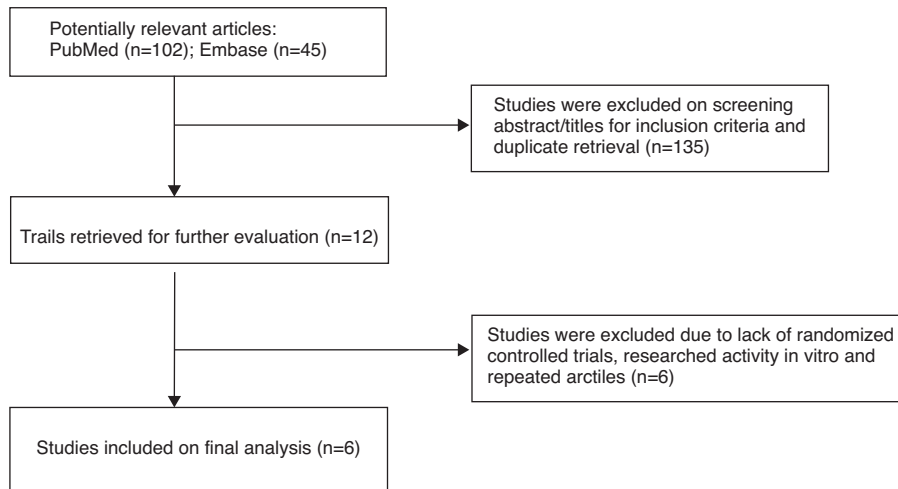 Potentially relevant articles:
PubMed (n=102); Embase (n=45)
Studies were excluded on screening
abstract/titles for inclusion criteria and
duplicate retrieval (n=135)
Trails retrieved for further evaluation (n=12)
Studies were excluded due to lack of randomized
controlled trials, researched activity in vitro and
repeated arctiles (n=6)
Studies included on final analysis (n=6)